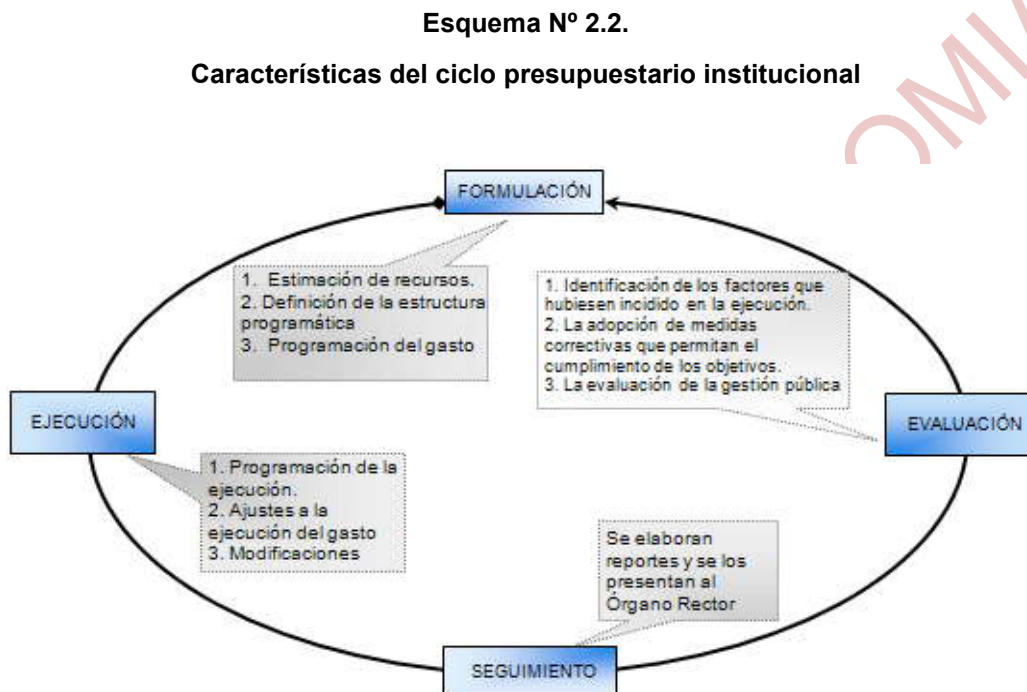 Esquema Nº 2.2.
Características del ciclo presupuestario institucional
FORMULACIÓN
1. Estimación de recursos.
2. Definición de la estructura
programática
3. Programación del gasto
1. Identificación de los factores que
hubiesen incidido en la ejecución.
2. La adopción de medidas
correctivas que permitan el
cumplimiento de los objetivos.
3. La evaluación de la gestión pública
EJECUCIÓN
EVALUACIÓN
1. Programación de la
ejecución.
2. Ajustes a la
ejecución del gasto
3. Modificaciones
Se elaboran
reportes y se los
presentan al
Órgano Rector
SEGUIMIENTO